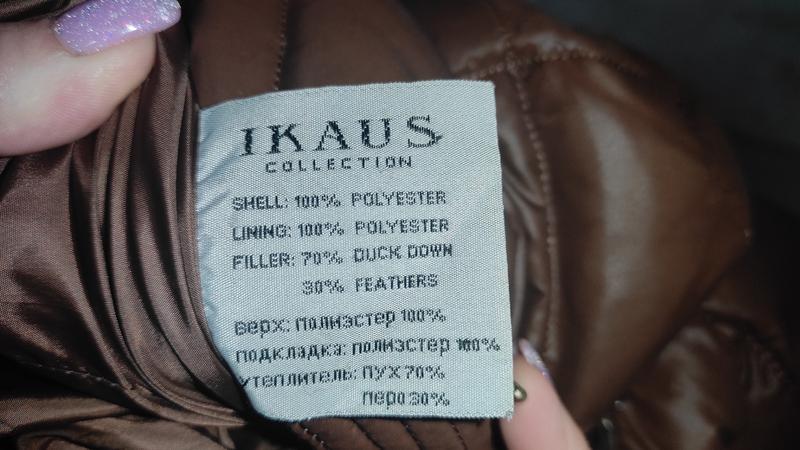 IKAUS
COLLECTION
SHELL: 100% POLYESTER
LINING: 100% POLYESTER
FILLER: 70% DUCK DOWN
30% FEATHERS
верх: полиэстер 100%
подкладка: полиэстер 100%
утеплитель: пух 70%
перо 30%